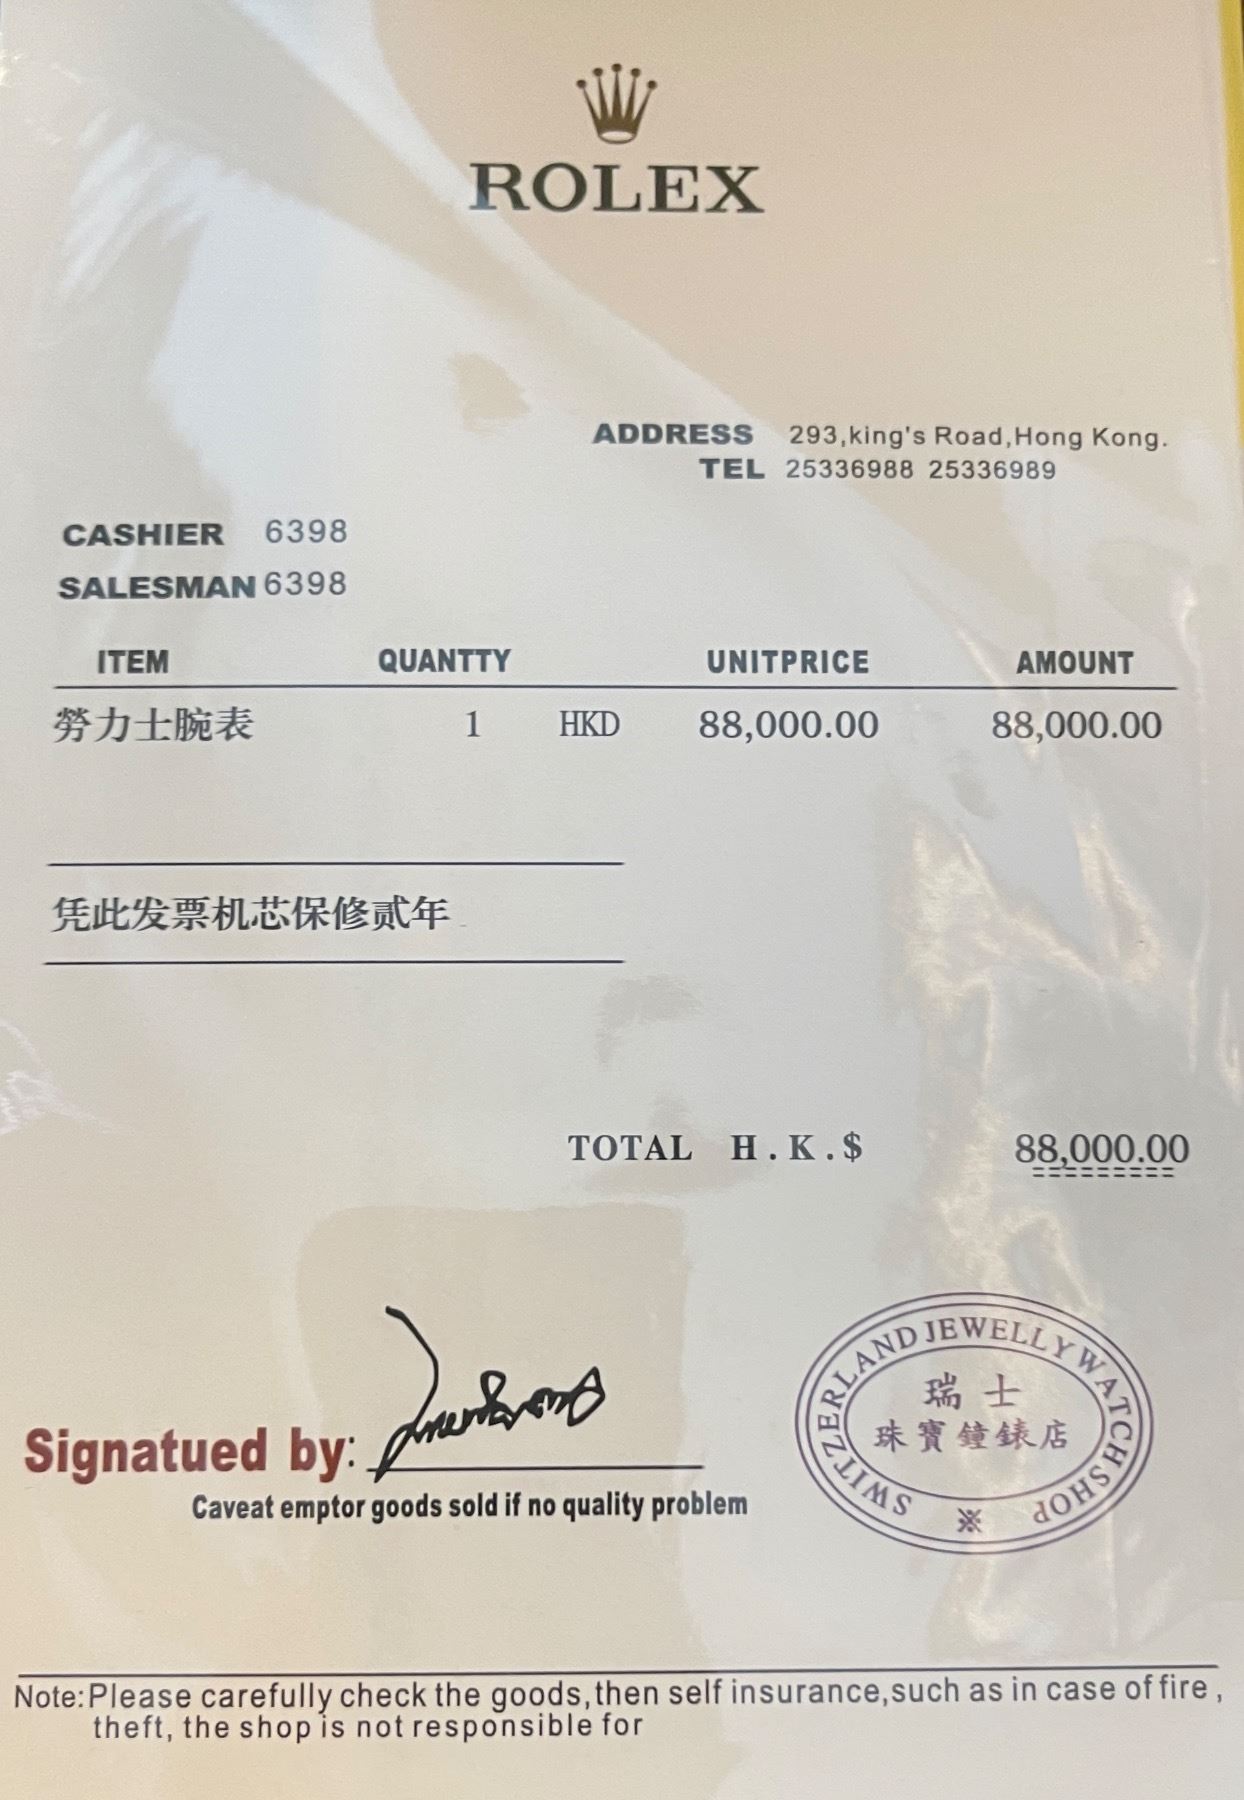 ROLEX
ADDRESS 293,king's Road,Hong Kong.
TEL 25336988 25336989
CASHIER 6398
SALESMAN 6398
ITEM QUANTTY UNITPRICE AMOUNT
勞力士腕表 1 HKD 88,000.00 88,000.00
凭此发票机芯保修贰年
TOTAL H.K.$ 88,000.00
Signatued by:
Caveat emptor goods sold if no quality problem
SWITZERLAND JEWELLY WATCH SHOP
瑞士
珠寶鐘錶店
※
Note:Please carefully check the goods,then self insurance,such as in case of fire,
theft, the shop is not responsible for